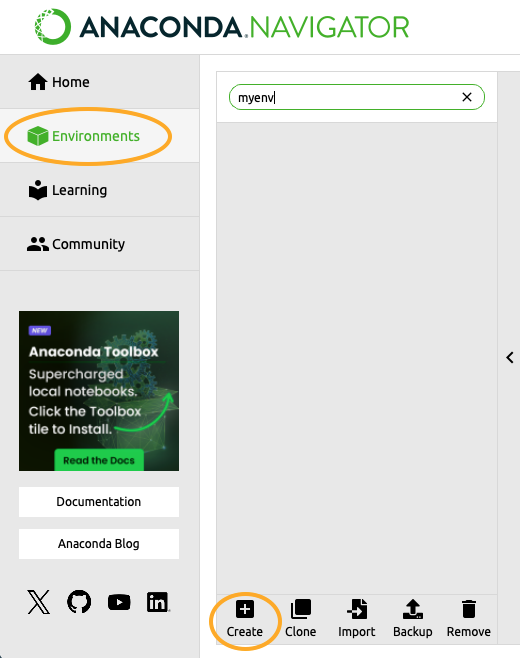 ANACONDA.NAVIGATOR
Home
Environments
Learning
Community
myenv
NEW
Anaconda Toolbox
Supercharged
local notebooks.
Click the Toolbox
tile to Install.
Read the Docs
Documentation
Anaconda Blog
Create
Clone
Import
Backup
Remove